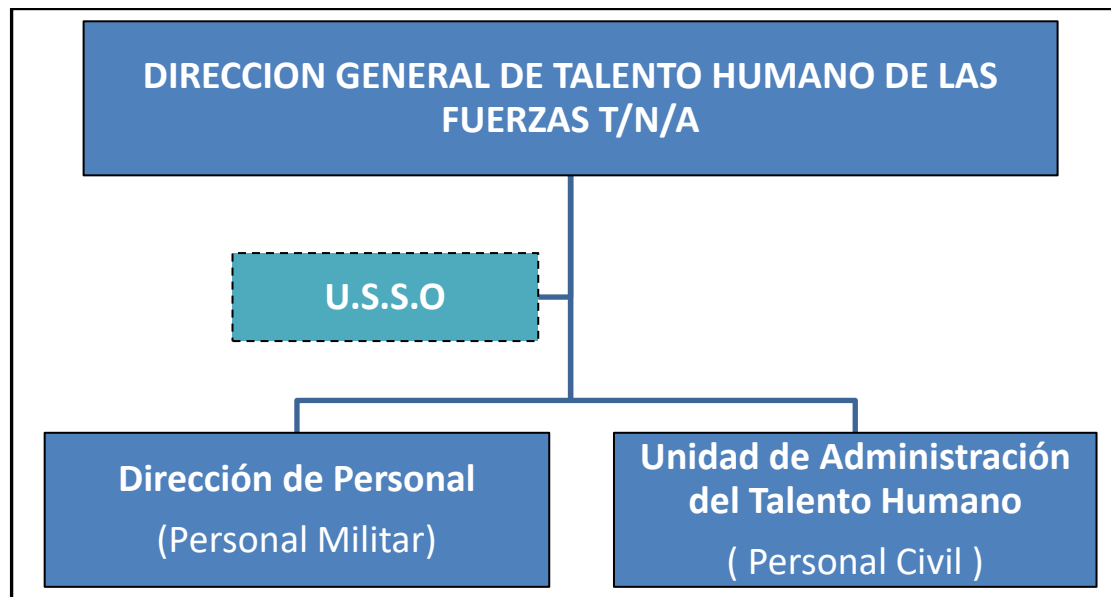 DIRECCION GENERAL DE TALENTO HUMANO DE LAS
FUERZAS T/N/A
U.S.S.O
Dirección de Personal
(Personal Militar)
Unidad de Administración
del Talento Humano
( Personal Civil )